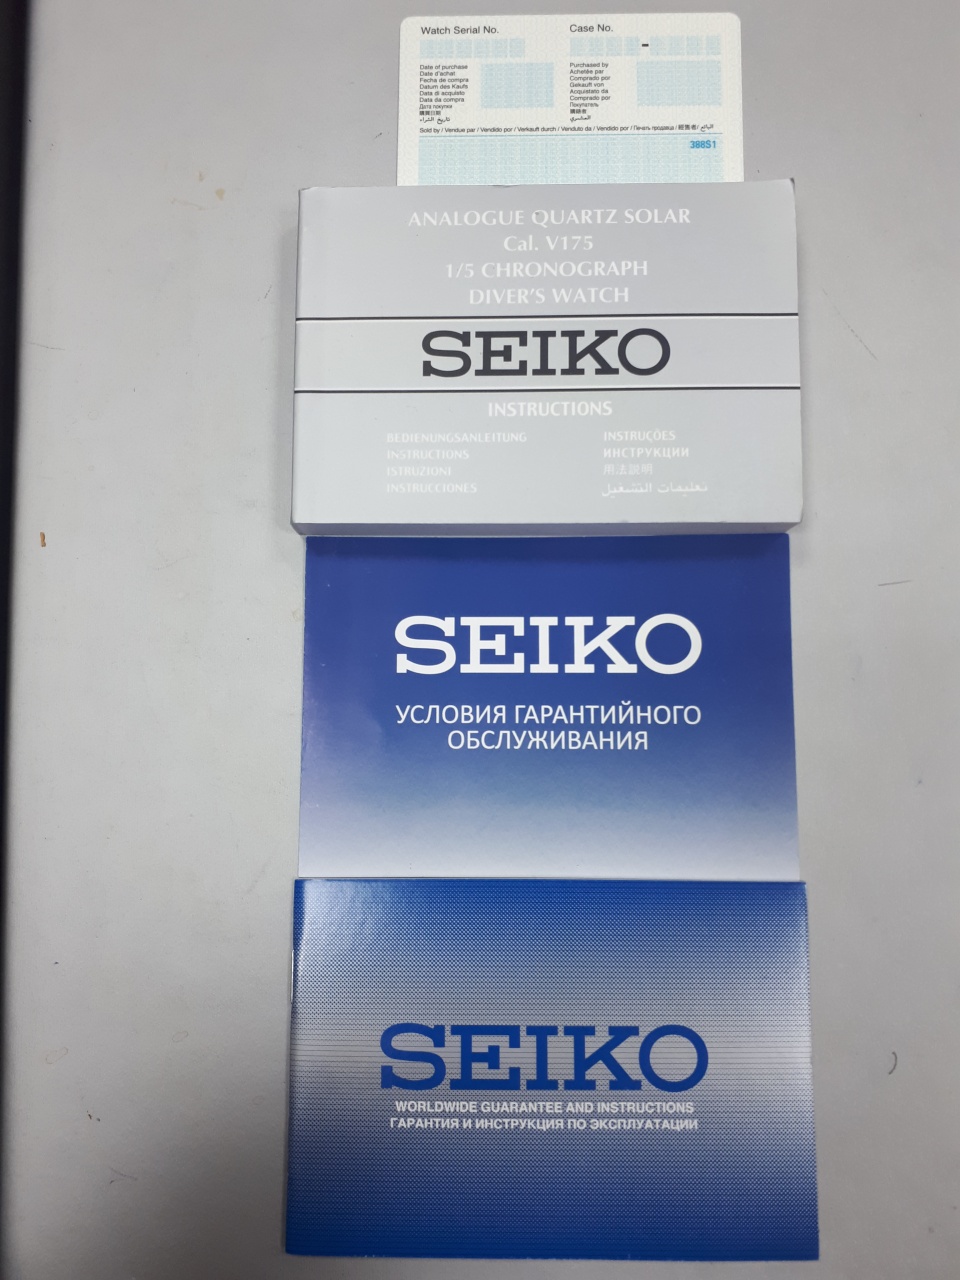 Watch Serial No.
Case No.
-
Date of purchase
Date d'achat
Fecha de compra
Datum des Kaufs
Data di acquisto
Data da compra
Дата покупки
購買日期
تاريخ الشراء
Purchased by
Achetée par
Comprado por
Gekauft von
Acquistato da
Comprado por
Покупатель
購賂者
المشتري
Sold by / Vendue par / Vendido por / Verkauft durch / Venduto da / Vendido por / Печать продавца / 經售者 / البائع
388S1
ANALOGUE QUARTZ SOLAR
Cal. V175
1/5 CHRONOGRAPH
DIVER'S WATCH
SEIKO
INSTRUCTIONS
BEDIENUNGSANLEITUNG
INSTRUCTIONS
ISTRUZIONI
INSTRUCCIONES
INSTRUÇÕES
ИНСТРУКЦИИ
用法說明
تعليمات التشغيل
SEIKO
УСЛОВИЯ ГАРАНТИЙНОГО
ОБСЛУЖИВАНИЯ
SEIKO
WORLDWIDE GUARANTEE AND INSTRUCTIONS
ГАРАНТИЯ И ИНСТРУКЦИЯ ПО ЭКСПЛУАТАЦИИ